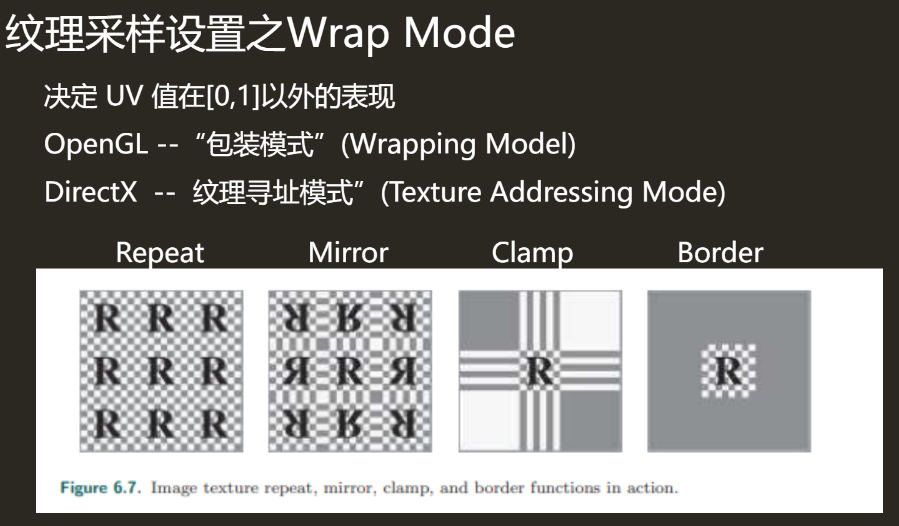 纹理采样设置之Wrap Mode
决定 UV 值在[0,1]以外的表现
OpenGL -- “包装模式” (Wrapping Model)
DirectX -- 纹理寻址模式” (Texture Addressing Mode)
Repeat Mirror Clamp Border
R R R R R R R R
R R R R R R R R
R R R R R R
Figure 6.7. Image texture repeat, mirror, clamp, and border functions in action.